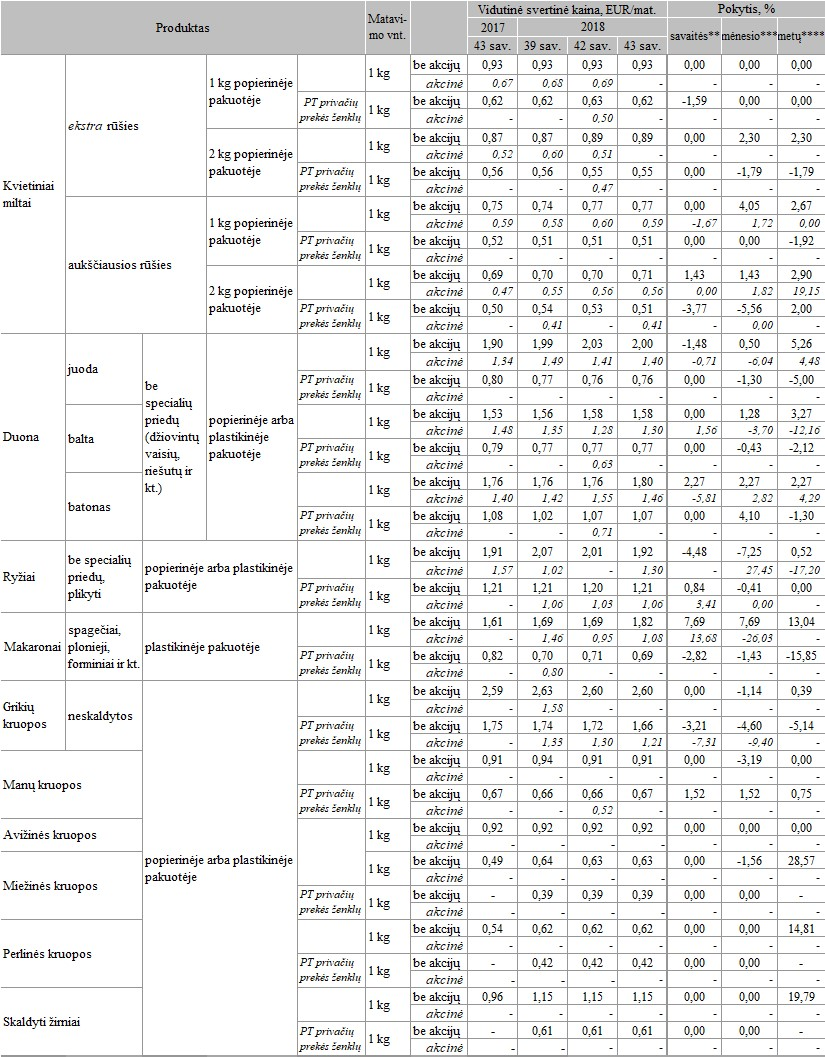 Produktas Matavi- mo vnt. Vidutinė svertinė kaina, EUR/mat. Pokytis, %
2017 2018 savaitės** mėnesio*** metų****
43 sav. 39 sav. 42 sav. 43 sav.
Kvietiniai miltai ekstra rūšies 1 kg popierinėje pakuotėje 1 kg be akcijų 0,93 0,93 0,93 0,93 0,00 0,00 0,00
akcinė 0,67 0,68 0,69 - - - -
PT privačių prekės ženklų 1 kg be akcijų 0,62 0,62 0,63 0,62 -1,59 0,00 0,00
akcinė - - 0,50 - - - -
2 kg popierinėje pakuotėje 1 kg be akcijų 0,87 0,87 0,89 0,89 0,00 2,30 2,30
akcinė 0,52 0,60 0,51 - - - -
PT privačių prekės ženklų 1 kg be akcijų 0,56 0,56 0,55 0,55 0,00 -1,79 -1,79
akcinė - - 0,47 - - - -
aukščiausios rūšies 1 kg popierinėje pakuotėje 1 kg be akcijų 0,75 0,74 0,77 0,77 0,00 4,05 2,67
akcinė 0,59 0,58 0,60 0,59 -1,67 1,72 0,00
PT privačių prekės ženklų 1 kg be akcijų 0,52 0,51 0,51 0,51 0,00 0,00 -1,92
akcinė - - - - - - -
2 kg popierinėje pakuotėje 1 kg be akcijų 0,69 0,70 0,70 0,71 1,43 1,43 2,90
akcinė 0,47 0,55 0,56 0,56 0,00 1,82 19,15
PT privačių prekės ženklų 1 kg be akcijų 0,50 0,54 0,53 0,51 -3,77 -5,56 2,00
akcinė - 0,41 - 0,41 - 0,00 -
Duona juoda be specialių priedų (džiovintų vaisių, riešutų ir kt.) popierinėje arba plastikinėje pakuotėje 1 kg be akcijų 1,90 1,99 2,03 2,00 -1,48 0,50 5,26
akcinė 1,34 1,49 1,41 1,40 -0,71 -6,04 4,48
PT privačių prekės ženklų 1 kg be akcijų 0,80 0,77 0,76 0,76 0,00 -1,30 -5,00
akcinė - - - - - - -
balta 1 kg be akcijų 1,53 1,56 1,58 1,58 0,00 1,28 3,27
akcinė 1,48 1,35 1,28 1,30 1,56 -3,70 -12,16
PT privačių prekės ženklų 1 kg be akcijų 0,79 0,77 0,77 0,77 0,00 -0,43 -2,12
akcinė - - 0,63 - - - -
batonas 1 kg be akcijų 1,76 1,76 1,76 1,80 2,27 2,27 2,27
akcinė 1,40 1,42 1,55 1,46 -5,81 2,82 4,29
PT privačių prekės ženklų 1 kg be akcijų 1,08 1,02 1,07 1,07 0,00 4,10 -1,30
akcinė - - 0,71 - - - -
Ryžiai be specialių priedų, plikyti popierinėje arba plastikinėje pakuotėje 1 kg be akcijų 1,91 2,07 2,01 1,92 -4,48 -7,25 0,52
akcinė 1,57 1,02 - 1,30 - 27,45 -17,20
PT privačių prekės ženklų 1 kg be akcijų 1,21 1,21 1,20 1,21 0,84 -0,41 0,00
akcinė - 1,06 1,03 1,06 3,41 0,00 -
Makaronai spagečiai, plonieji, forminiai ir kt. plastikinėje pakuotėje 1 kg be akcijų 1,61 1,69 1,69 1,82 7,69 7,69 13,04
akcinė - 1,46 0,95 1,08 13,68 -26,03 -
PT privačių prekės ženklų 1 kg be akcijų 0,82 0,70 0,71 0,69 -2,82 -1,43 -15,85
akcinė - 0,80 - - - - -
Grikių kruopos neskaldytos popierinėje arba plastikinėje pakuotėje 1 kg be akcijų 2,59 2,63 2,60 2,60 0,00 -1,14 0,39
akcinė - 1,58 - - - - -
PT privačių prekės ženklų 1 kg be akcijų 1,75 1,74 1,72 1,66 -3,21 -4,60 -5,14
akcinė - 1,33 1,30 1,21 -7,31 -9,40 -
Manų kruopos 1 kg be akcijų 0,91 0,94 0,91 0,91 0,00 -3,19 0,00
akcinė - - - - - - -
PT privačių prekės ženklų 1 kg be akcijų 0,67 0,66 0,66 0,67 1,52 1,52 0,75
akcinė - - 0,52 - - - -
Avižinės kruopos 1 kg be akcijų 0,92 0,92 0,92 0,92 0,00 0,00 0,00
akcinė - - - - - - -
Miežinės kruopos 1 kg be akcijų 0,49 0,64 0,63 0,63 0,00 -1,56 28,57
akcinė - - - - - - -
PT privačių prekės ženklų 1 kg be akcijų - 0,39 0,39 0,39 0,00 0,00 -
akcinė - - - - - - -
Perlinės kruopos 1 kg be akcijų 0,54 0,62 0,62 0,62 0,00 0,00 14,81
akcinė - - - - - - -
PT privačių prekės ženklų 1 kg be akcijų - 0,42 0,42 0,42 0,00 0,00 -
akcinė - - - - - - -
Skaldyti žirniai 1 kg be akcijų 0,96 1,15 1,15 1,15 0,00 0,00 19,79
akcinė - - - - - - -
PT privačių prekės ženklų 1 kg be akcijų - 0,61 0,61 0,61 0,00 0,00 -
akcinė - - - - - - -